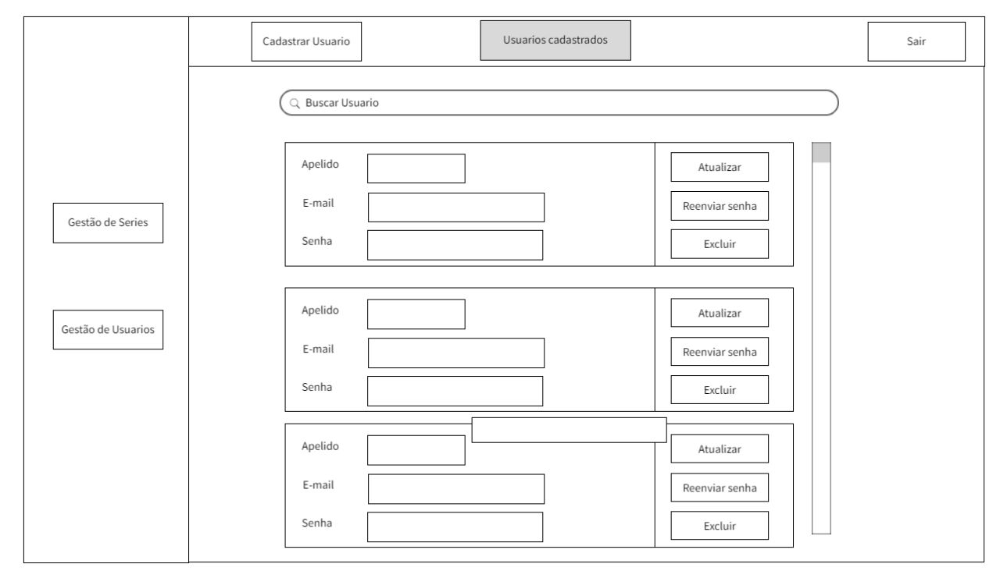 Cadastrar Usuario
Usuarios cadastrados
Sair
Buscar Usuario
Gestão de Series
Gestão de Usuarios
Apelido
E-mail
Senha
Atualizar
Reenviar senha
Excluir
Apelido
E-mail
Senha
Atualizar
Reenviar senha
Excluir
Apelido
E-mail
Senha
Atualizar
Reenviar senha
Excluir